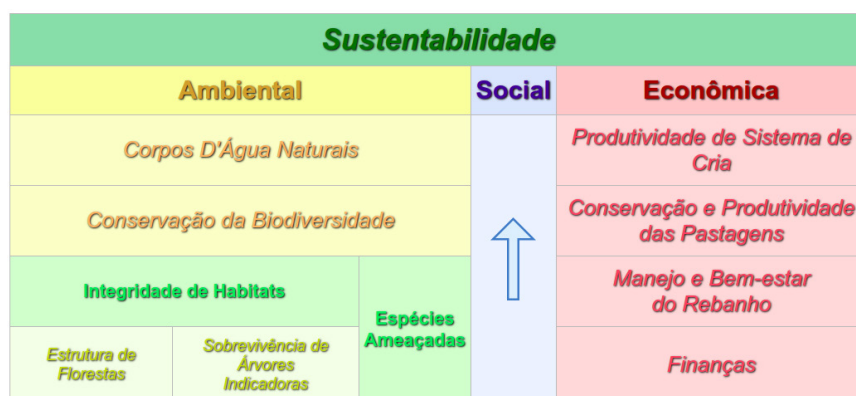 Sustentabilidade
Ambiental
Social
Econômica
Corpos D'Água Naturais
Produtividade de Sistema de
Cria
Conservação da Biodiversidade
Conservação e Produtividade
das Pastagens
Integridade de Habitats
Espécies
Ameaçadas
Manejo e Bem-estar
do Rebanho
Estrutura de
Florestas
Sobrevivência de
Árvores
Indicadoras
Finanças